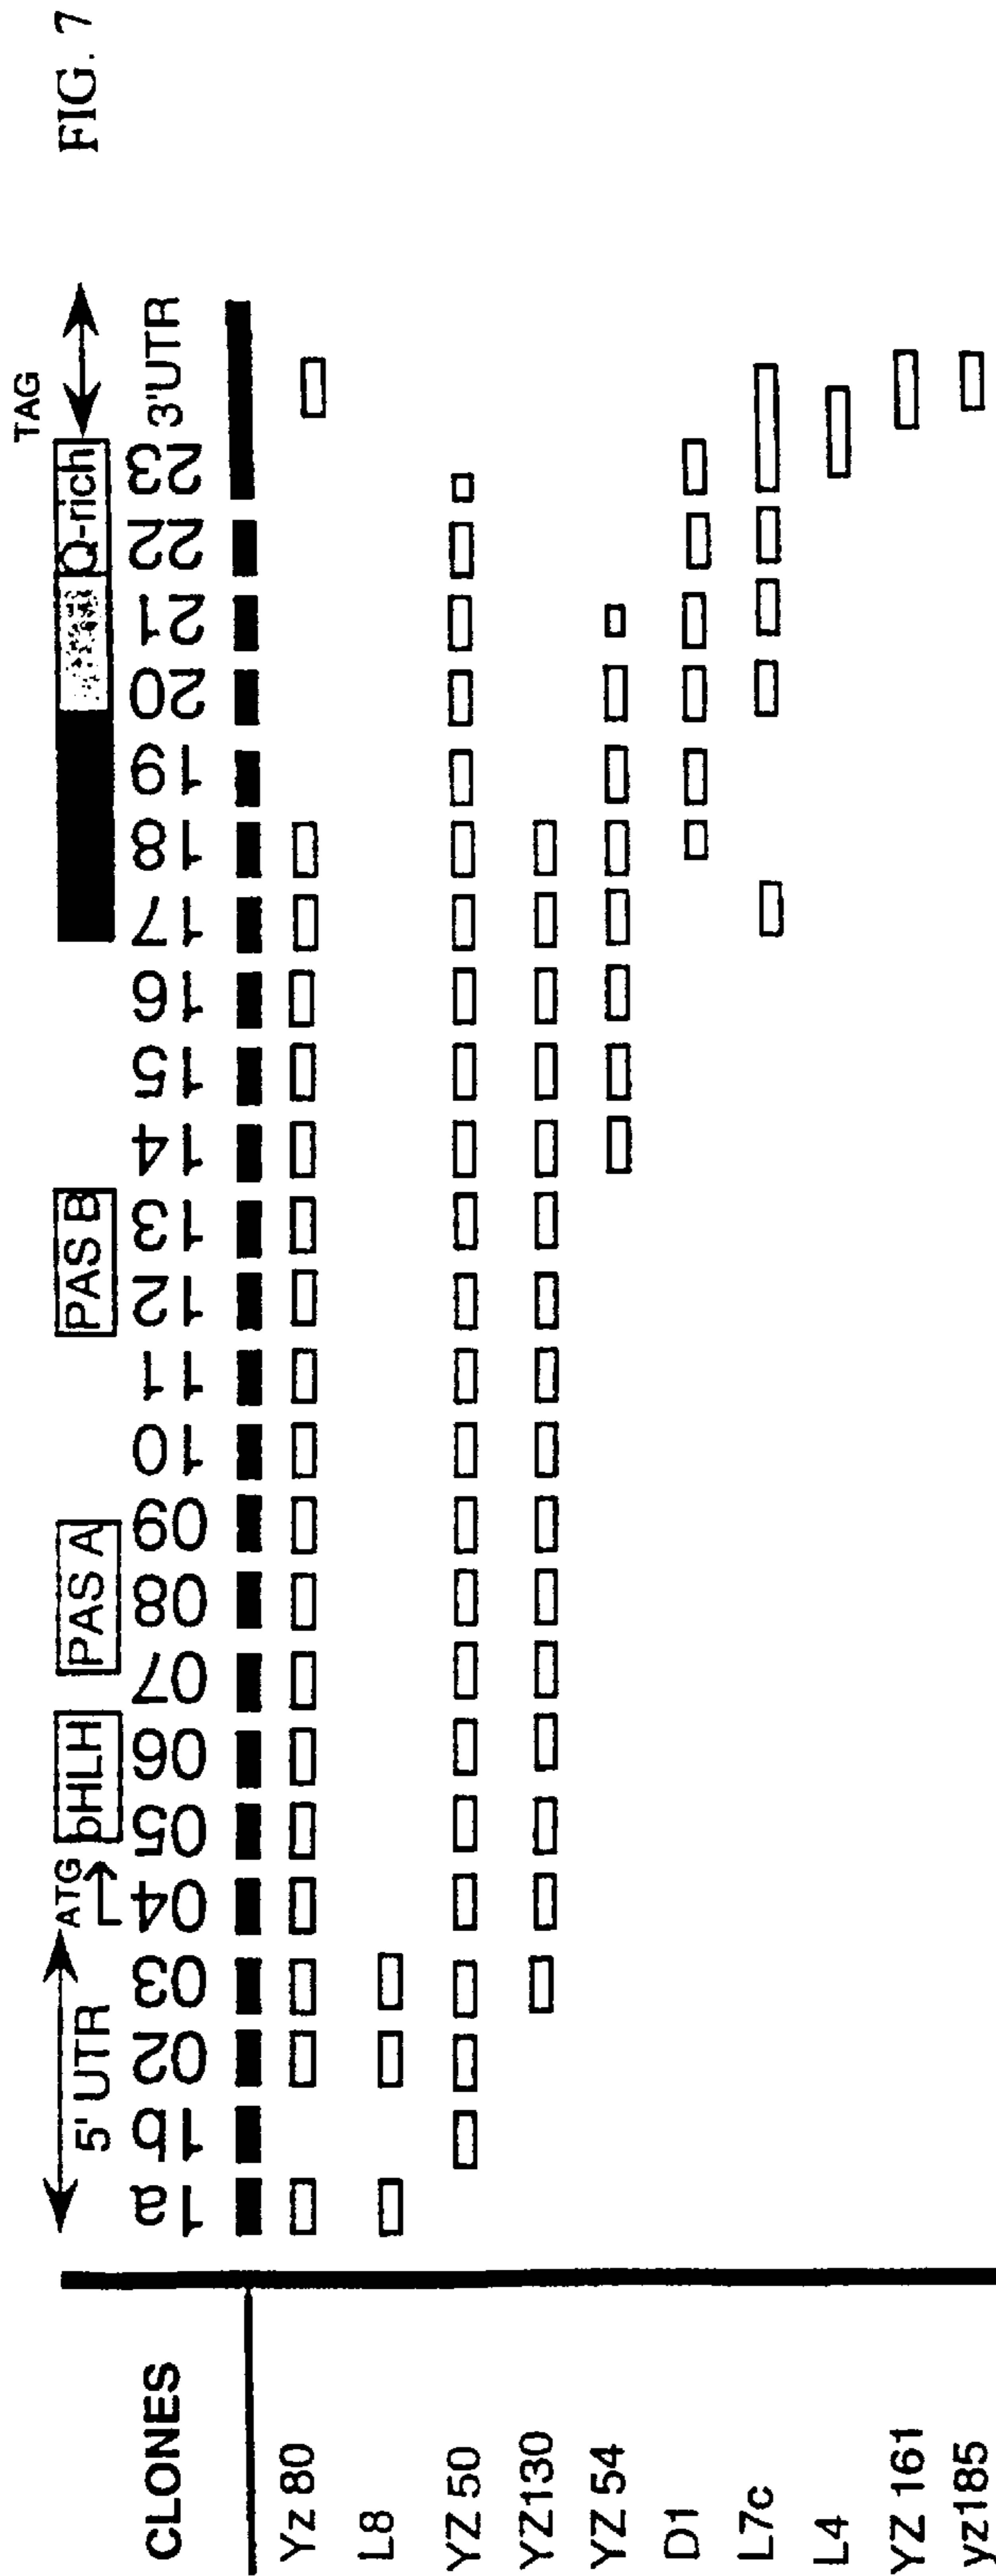 FIG. 7
TAG
ATG bHLH PAS A PAS B Q-rich
5' UTR
CLONES 1a 1b 02 03 04 05 06 07 08 09 10 11 12 13 14 15 16 17 18 19 20 21 22 23 3'UTR
Yz 80
L8
YZ 50
YZ130
YZ 54
D1
L7c
L4
YZ 161
yz185